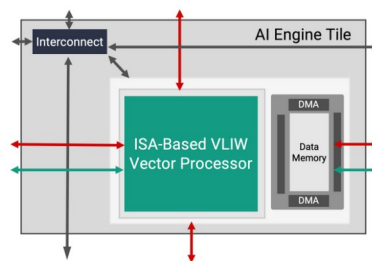 AI Engine Tile
Interconnect
ISA-Based VLIW
Vector Processor
DMA
Data
Memory
DMA